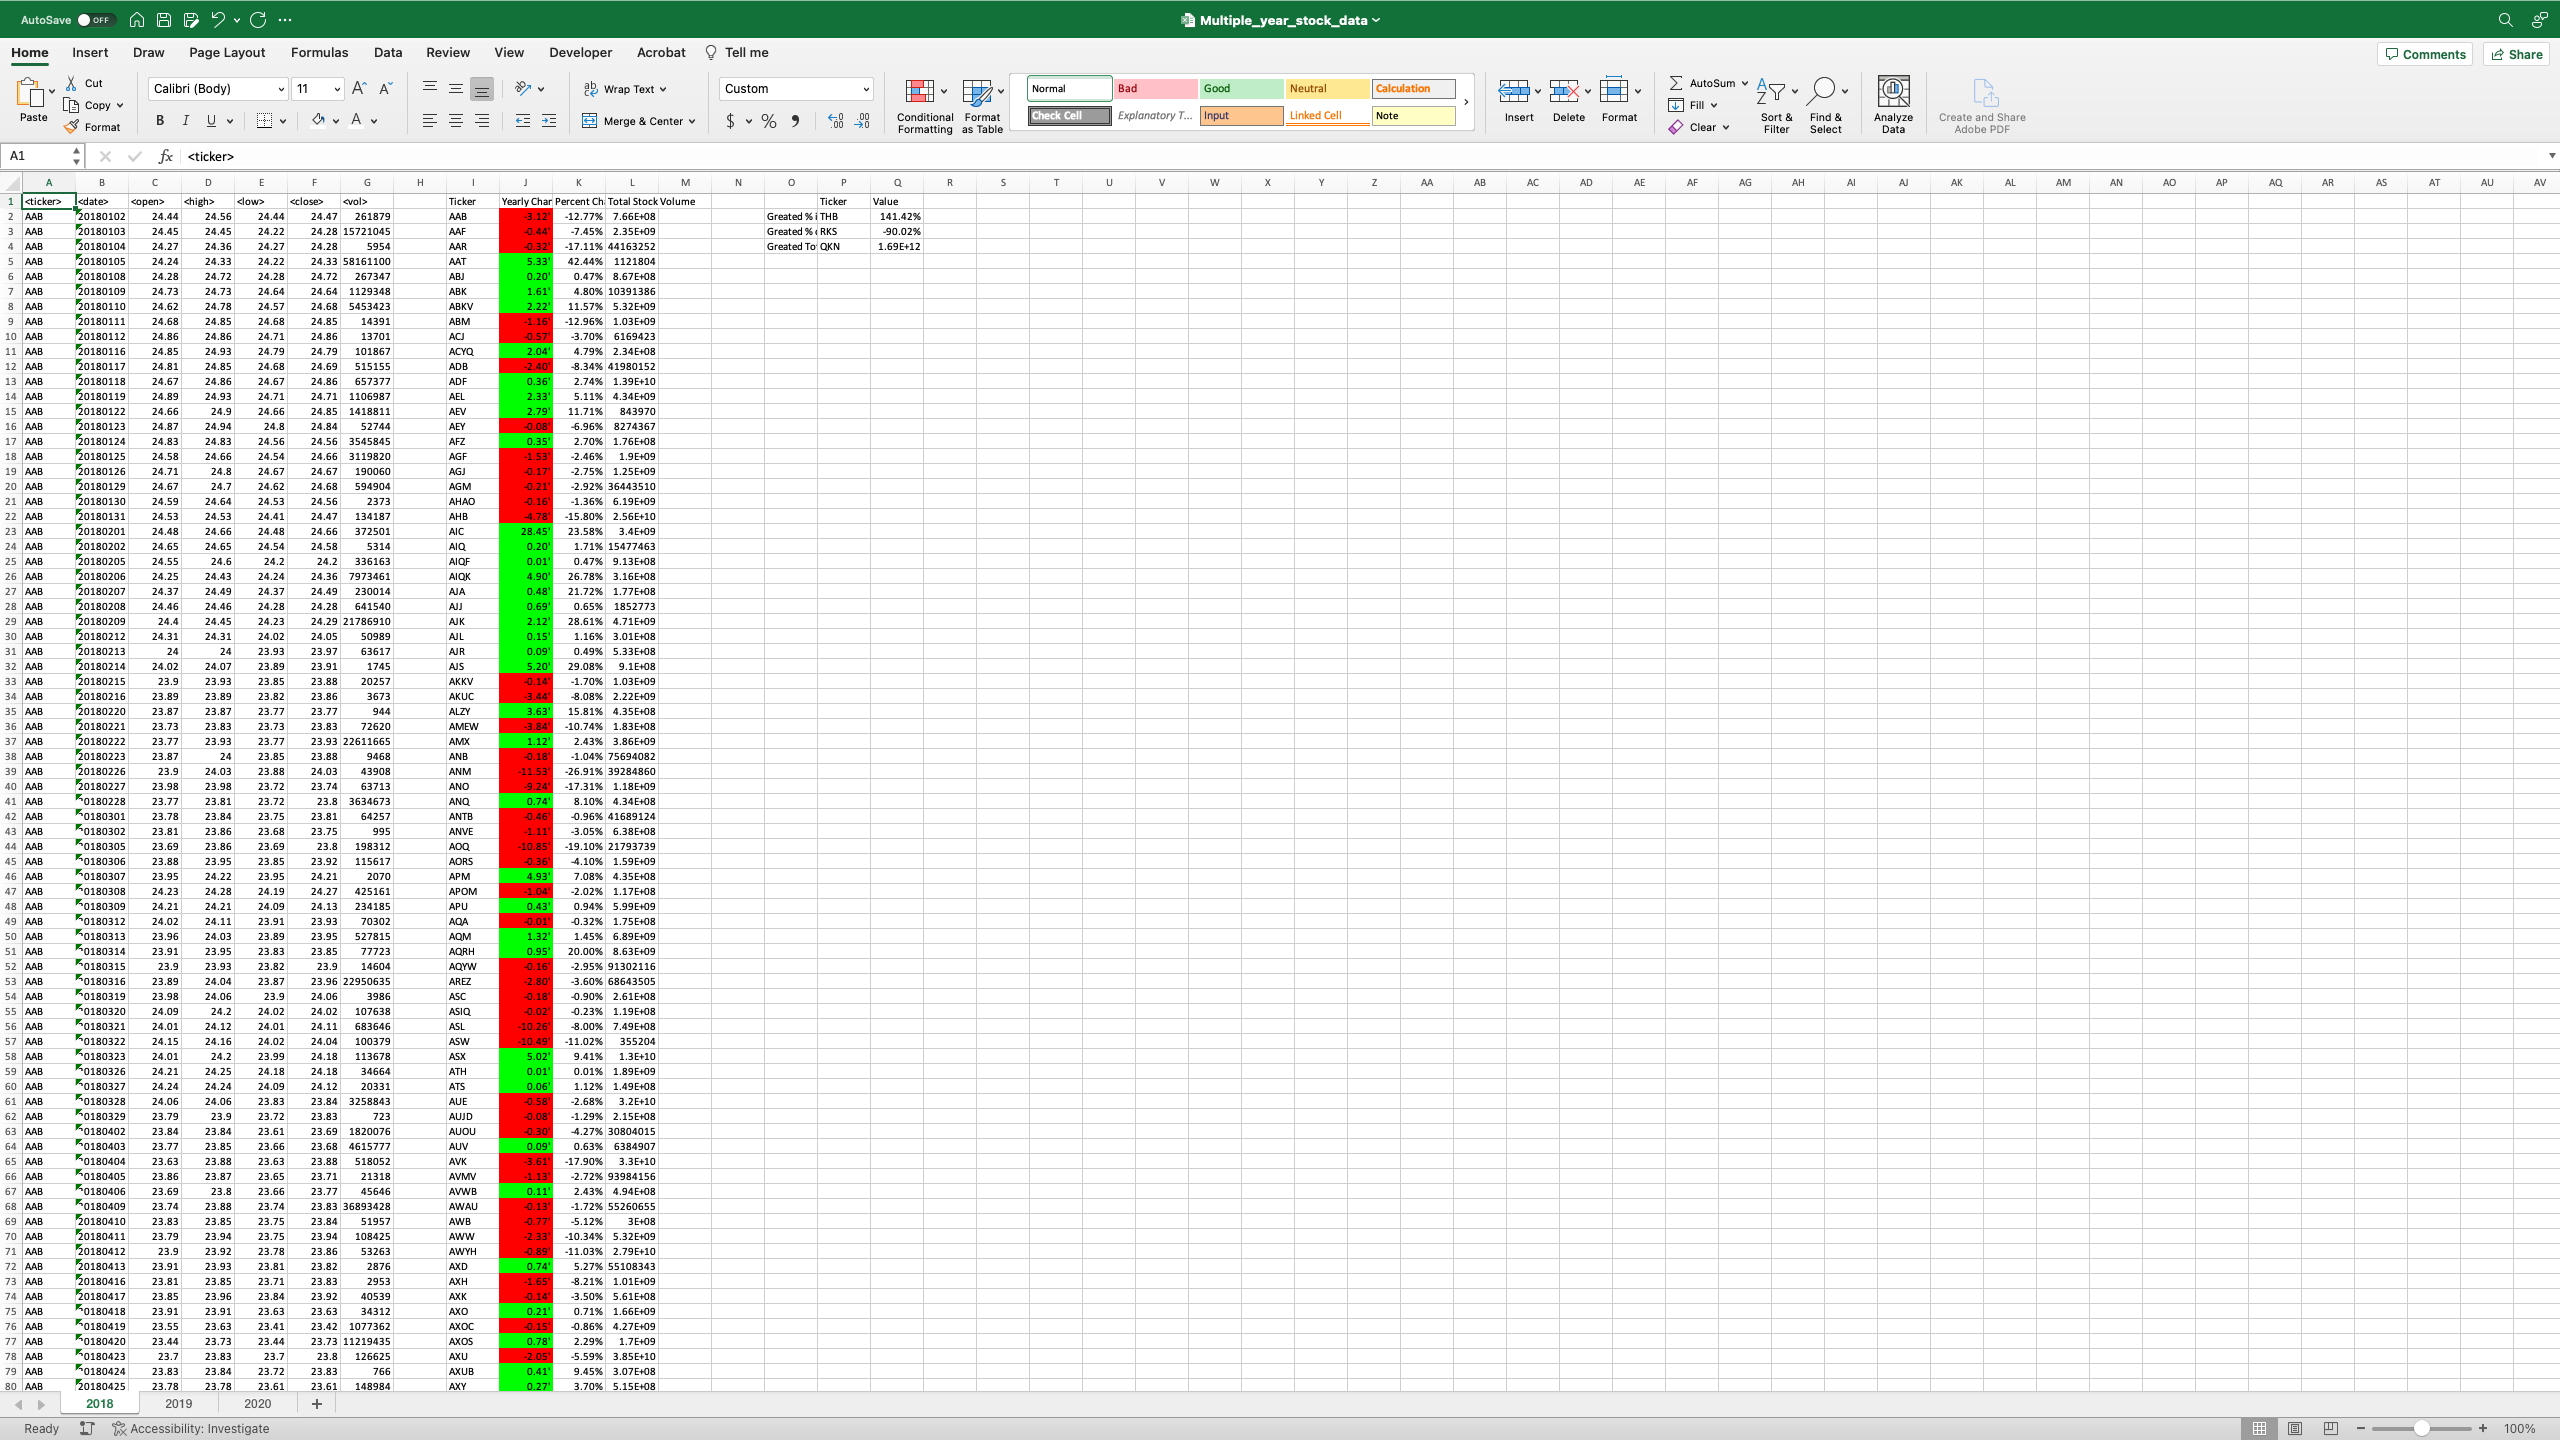 AutoSave OFF Multiple_year_stock_data
Home Insert Draw Page Layout Formulas Data Review View Developer Acrobat Tell me Comments Share
Paste Cut Copy Format
Calibri (Body) 11 Wrap Text Merge & Center Custom
B I U
Conditional Formatting Format as Table
Normal Bad Good Neutral Calculation
Check Cell Explanatory T... Input Linked Cell Note
Insert Delete Format
AutoSum Fill Clear
Sort & Filter Find & Select Analyze Data Create and Share Adobe PDF
A1 fx <ticker>
A B C D E F G H I J K L M N O P Q R S T U V W X Y Z AA AB AC AD AE AF AG AH AI AJ AK AL AM AN AO AP AQ AR AS AT AU AV
1 <ticker> <date> <open> <high> <low> <close> <vol> Ticker Yearly Char Percent Ch Total Stock Volume Ticker Value
2 AAB 20180102 24.44 24.56 24.44 24.47 261879 AAB -3.12' -12.77% 7.66E+08 Greated % i THB 141.42%
3 AAB 20180103 24.45 24.45 24.22 24.28 15721045 AAF -0.44' -7.45% 2.35E+09 Greated % RKS -90.02%
4 AAB 20180104 24.27 24.36 24.27 24.28 5954 AAR -0.32' -17.11% 44163252 Greated To QKN 1.69E+12
5 AAB 20180105 24.24 24.33 24.22 24.33 58161100 AAT 5.33' 42.44% 1121804
6 AAB 20180108 24.28 24.72 24.28 24.72 267347 ABJ 0.20' 0.47% 8.67E+08
7 AAB 20180109 24.73 24.73 24.64 24.64 1129348 ABK 1.61' 4.80% 10391386
8 AAB 20180110 24.62 24.78 24.57 24.68 5453423 ABKV 2.22' 11.57% 5.32E+09
9 AAB 20180111 24.68 24.85 24.68 24.85 14391 ABM -1.16' -12.96% 1.03E+09
10 AAB 20180112 24.86 24.86 24.71 24.86 13701 ACJ -0.57' -3.70% 6169423
11 AAB 20180116 24.85 24.93 24.79 24.79 101867 ACYQ 2.04' 4.79% 2.34E+08
12 AAB 20180117 24.81 24.85 24.68 24.69 515155 ADB -2.40' -8.34% 41980152
13 AAB 20180118 24.67 24.86 24.67 24.86 657377 ADF 0.36' 2.74% 1.39E+10
14 AAB 20180119 24.89 24.93 24.71 24.71 1106987 AEL 2.33' 5.11% 4.34E+09
15 AAB 20180122 24.66 24.9 24.66 24.85 1418811 AEV 2.79' 11.71% 843970
16 AAB 20180123 24.87 24.94 24.8 24.84 52744 AEY -0.08' -6.96% 8274367
17 AAB 20180124 24.83 24.83 24.56 24.56 3545845 AFZ 0.35' 2.70% 1.76E+08
18 AAB 20180125 24.58 24.66 24.54 24.66 3119820 AGF -1.53' -2.46% 1.9E+09
19 AAB 20180126 24.71 24.8 24.67 24.67 190060 AGJ -0.17' -2.75% 1.25E+09
20 AAB 20180129 24.67 24.7 24.62 24.68 594904 AGM -0.21' -2.92% 36443510
21 AAB 20180130 24.59 24.64 24.53 24.56 2373 AHAO -0.16' -1.36% 6.19E+09
22 AAB 20180131 24.53 24.53 24.41 24.47 134187 AHB -4.78' -15.80% 2.56E+10
23 AAB 20180201 24.48 24.66 24.48 24.66 372501 AIC 28.45' 23.58% 3.4E+09
24 AAB 20180202 24.65 24.65 24.54 24.58 5314 AIQ 0.20' 1.71% 15477463
25 AAB 20180205 24.55 24.6 24.2 24.2 336163 AIQF 0.01' 0.47% 9.13E+08
26 AAB 20180206 24.25 24.43 24.24 24.36 7973461 AIQK 4.90' 26.78% 3.16E+08
27 AAB 20180207 24.37 24.49 24.37 24.49 230014 AJA 0.48' 21.72% 1.77E+08
28 AAB 20180208 24.46 24.46 24.28 24.28 641540 AJJ 0.69' 0.65% 1852773
29 AAB 20180209 24.4 24.45 24.23 24.29 21786910 AJK 2.12' 28.61% 4.71E+09
30 AAB 20180212 24.31 24.31 24.02 24.05 50989 AJL 0.15' 1.16% 3.01E+08
31 AAB 20180213 24 24 23.93 23.97 63617 AJR 0.09' 0.49% 5.33E+08
32 AAB 20180214 24.02 24.07 23.89 23.91 1745 AJS 5.20' 29.08% 9.1E+08
33 AAB 20180215 23.9 23.93 23.85 23.88 20257 AKKV -0.14' -1.70% 1.03E+09
34 AAB 20180216 23.89 23.89 23.82 23.86 3673 AKUC -3.44' -8.08% 2.22E+09
35 AAB 20180220 23.87 23.87 23.77 23.77 944 ALZY 3.63' 15.81% 4.35E+08
36 AAB 20180221 23.73 23.83 23.73 23.83 72620 AMEW -3.84' -10.74% 1.83E+08
37 AAB 20180222 23.77 23.93 23.77 23.93 22611665 AMX 1.12' 2.43% 3.86E+09
38 AAB 20180223 23.87 24 23.85 23.88 9468 ANB -0.18' -1.04% 75694082
39 AAB 20180226 23.9 24.03 23.88 24.03 43908 ANM -11.53' -26.91% 39284860
40 AAB 20180227 23.98 23.98 23.72 23.74 63713 ANO -9.24' -17.31% 1.18E+09
41 AAB 20180228 23.77 23.81 23.72 23.8 3634673 ANQ 0.74' 8.10% 4.34E+08
42 AAB 20180301 23.78 23.84 23.75 23.81 64257 ANTB -0.46' -0.96% 41689124
43 AAB 20180302 23.81 23.86 23.68 23.75 995 ANVE -1.11' -3.05% 6.38E+08
44 AAB 20180305 23.69 23.86 23.69 23.8 198312 AOQ -10.85' -19.10% 21793739
45 AAB 20180306 23.88 23.95 23.85 23.92 115617 AORS -0.36' -4.10% 1.59E+09
46 AAB 20180307 23.95 24.22 23.95 24.21 2070 APM 4.93' 7.08% 4.35E+08
47 AAB 20180308 24.23 24.28 24.19 24.27 425161 APOM -1.04' -2.02% 1.17E+08
48 AAB 20180309 24.21 24.21 24.09 24.13 234185 APU 0.43' 0.94% 5.99E+09
49 AAB 20180312 24.02 24.11 23.91 23.93 70302 AQA -0.01' -0.32% 1.75E+08
50 AAB 20180313 23.96 24.03 23.89 23.95 527815 AQM 1.32' 1.45% 6.89E+09
51 AAB 20180314 23.91 23.95 23.83 23.85 77723 AQRH 0.95' 20.00% 8.63E+09
52 AAB 20180315 23.9 23.93 23.82 23.9 14604 AQYW -0.16' -2.95% 91302116
53 AAB 20180316 23.89 24.04 23.87 23.96 22950635 AREZ -2.80' -3.60% 68643505
54 AAB 20180319 23.98 24.06 23.9 24.06 3986 ASC -0.18' -0.90% 2.61E+08
55 AAB 20180320 24.09 24.2 24.02 24.02 107638 ASIQ -0.02' -0.23% 1.19E+08
56 AAB 20180321 24.01 24.12 24.01 24.11 683646 ASL -10.26' -8.00% 7.49E+08
57 AAB 20180322 24.15 24.16 24.02 24.04 100379 ASW -10.49' -11.02% 355204
58 AAB 20180323 24.01 24.2 23.99 24.18 113678 ASX 5.02' 9.41% 1.3E+10
59 AAB 20180326 24.21 24.25 24.18 24.18 34664 ATH 0.01' 0.01% 1.89E+09
60 AAB 20180327 24.24 24.24 24.09 24.12 20331 ATS 0.06' 1.12% 1.49E+08
61 AAB 20180328 24.06 24.06 23.83 23.84 3258843 AUE -0.58' -2.68% 3.2E+10
62 AAB 20180329 23.79 23.9 23.72 23.83 723 AUJD -0.08' -1.29% 2.15E+08
63 AAB 20180402 23.84 23.84 23.61 23.69 1820076 AUOU -0.30' -4.27% 30804015
64 AAB 20180403 23.77 23.85 23.66 23.68 4615777 AUV 0.09' 0.63% 6384907
65 AAB 20180404 23.63 23.88 23.63 23.88 518052 AVK -3.61' -17.90% 3.3E+10
66 AAB 20180405 23.86 23.87 23.65 23.71 21318 AVMV -1.13' -2.72% 93984156
67 AAB 20180406 23.69 23.8 23.66 23.77 45646 AVWB 0.11' 2.43% 4.94E+08
68 AAB 20180409 23.74 23.88 23.74 23.83 36893428 AWAU -0.13' -1.72% 55260655
69 AAB 20180410 23.83 23.85 23.75 23.84 51957 AWB -0.77' -5.12% 3E+08
70 AAB 20180411 23.79 23.94 23.75 23.94 108425 AWW -2.33' -10.34% 5.32E+09
71 AAB 20180412 23.9 23.92 23.78 23.86 53263 AWYH -0.89' -11.03% 2.79E+10
72 AAB 20180413 23.91 23.93 23.81 23.82 2876 AXD 0.74' 5.27% 55108343
73 AAB 20180416 23.81 23.85 23.71 23.83 2953 AXH -1.65' -8.21% 1.01E+09
74 AAB 20180417 23.85 23.96 23.84 23.92 40539 AXK -0.14' -3.50% 5.61E+08
75 AAB 20180418 23.91 23.91 23.63 23.63 34312 AXO 0.21' 0.71% 1.66E+09
76 AAB 20180419 23.55 23.63 23.41 23.42 1077362 AXOC -0.15' -0.86% 4.27E+09
77 AAB 20180420 23.44 23.73 23.44 23.73 11219435 AXOS 0.78' 2.29% 1.7E+09
78 AAB 20180423 23.7 23.83 23.7 23.8 126625 AXU -2.05' -5.59% 3.85E+10
79 AAB 20180424 23.83 23.84 23.72 23.83 766 AXUB 0.41' 9.45% 3.07E+08
80 AAB 20180425 23.78 23.78 23.61 23.61 148984 AXY 0.27' 3.70% 5.15E+08
2018 2019 2020 +
Ready Accessibility: Investigate 100%